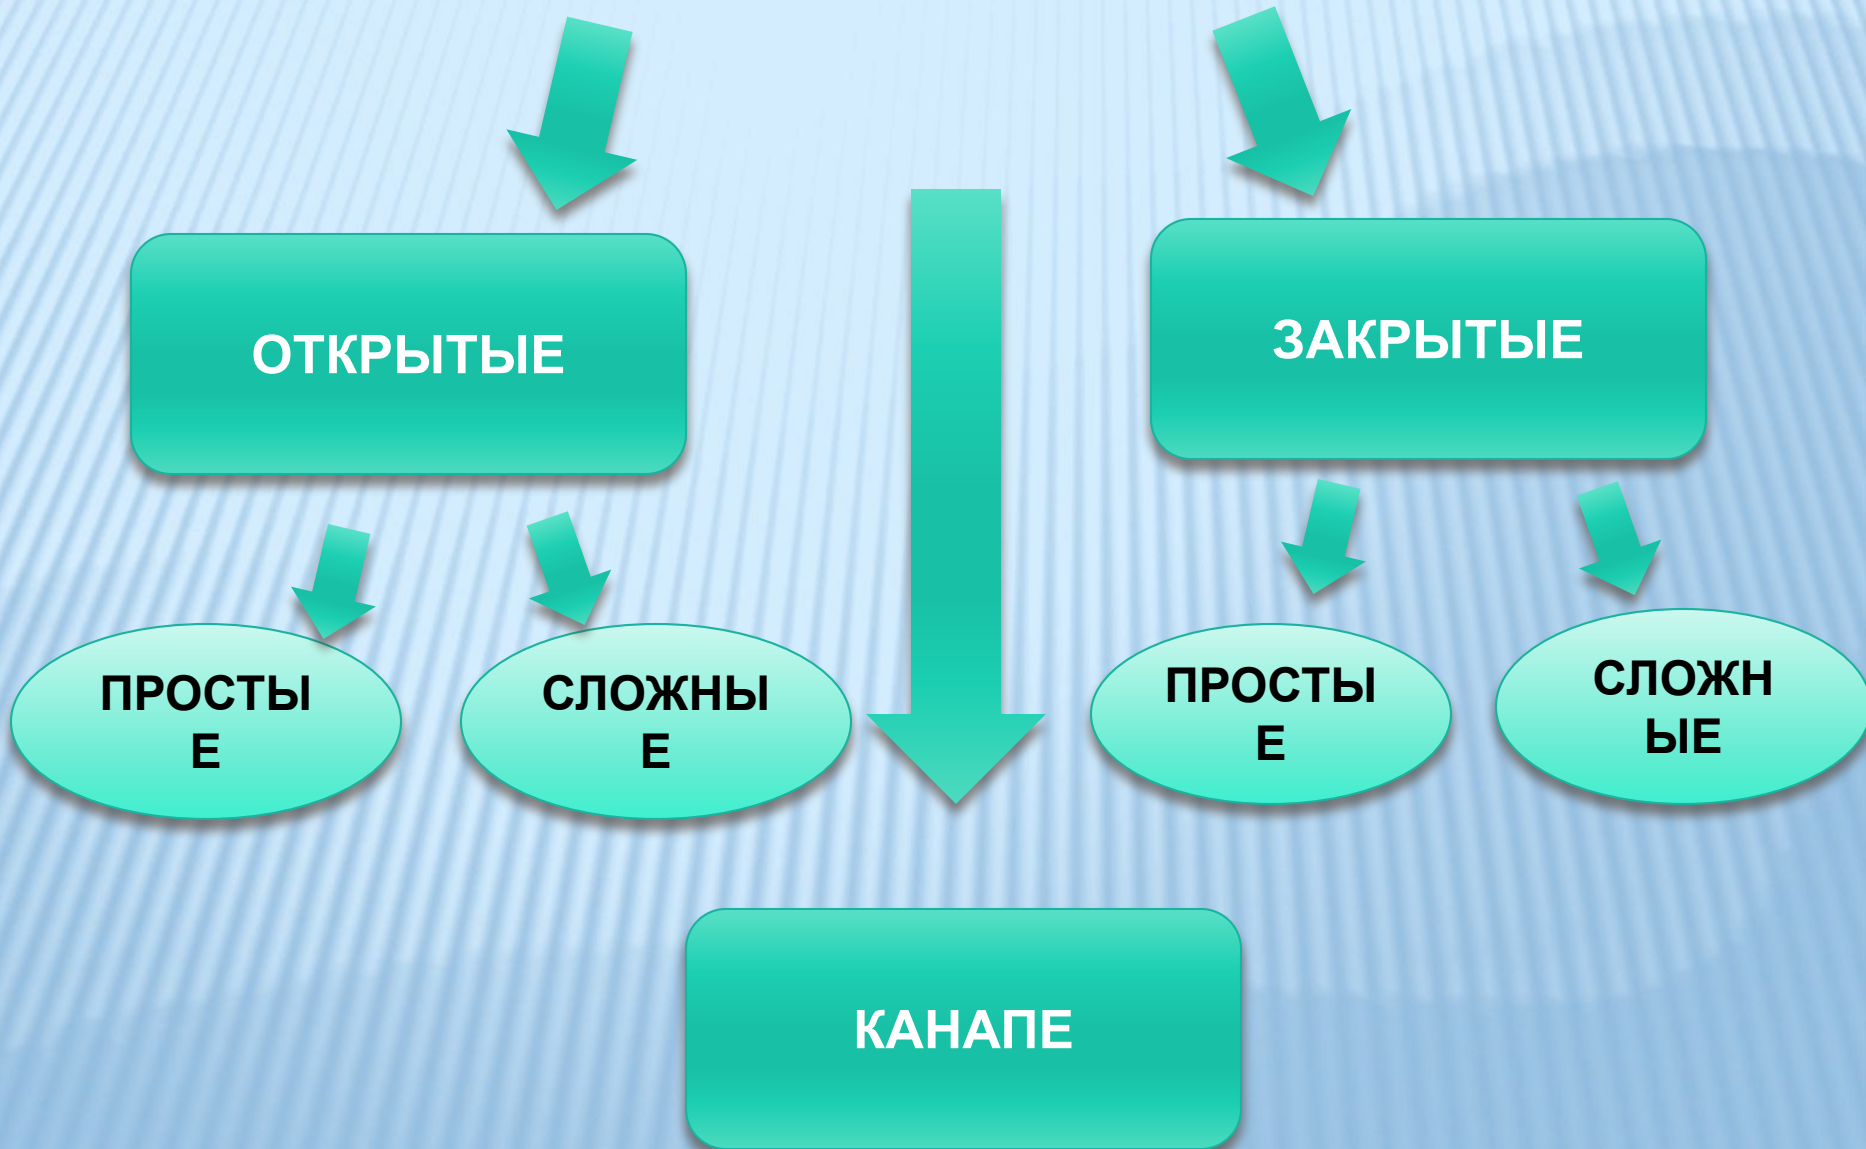 ОТКРЫТЫЕ
ЗАКРЫТЫЕ
ПРОСТЫ
Е
СЛОЖНЫ
Е
ПРОСТЫ
Е
СЛОЖН
ЫЕ
КАНАПЕ